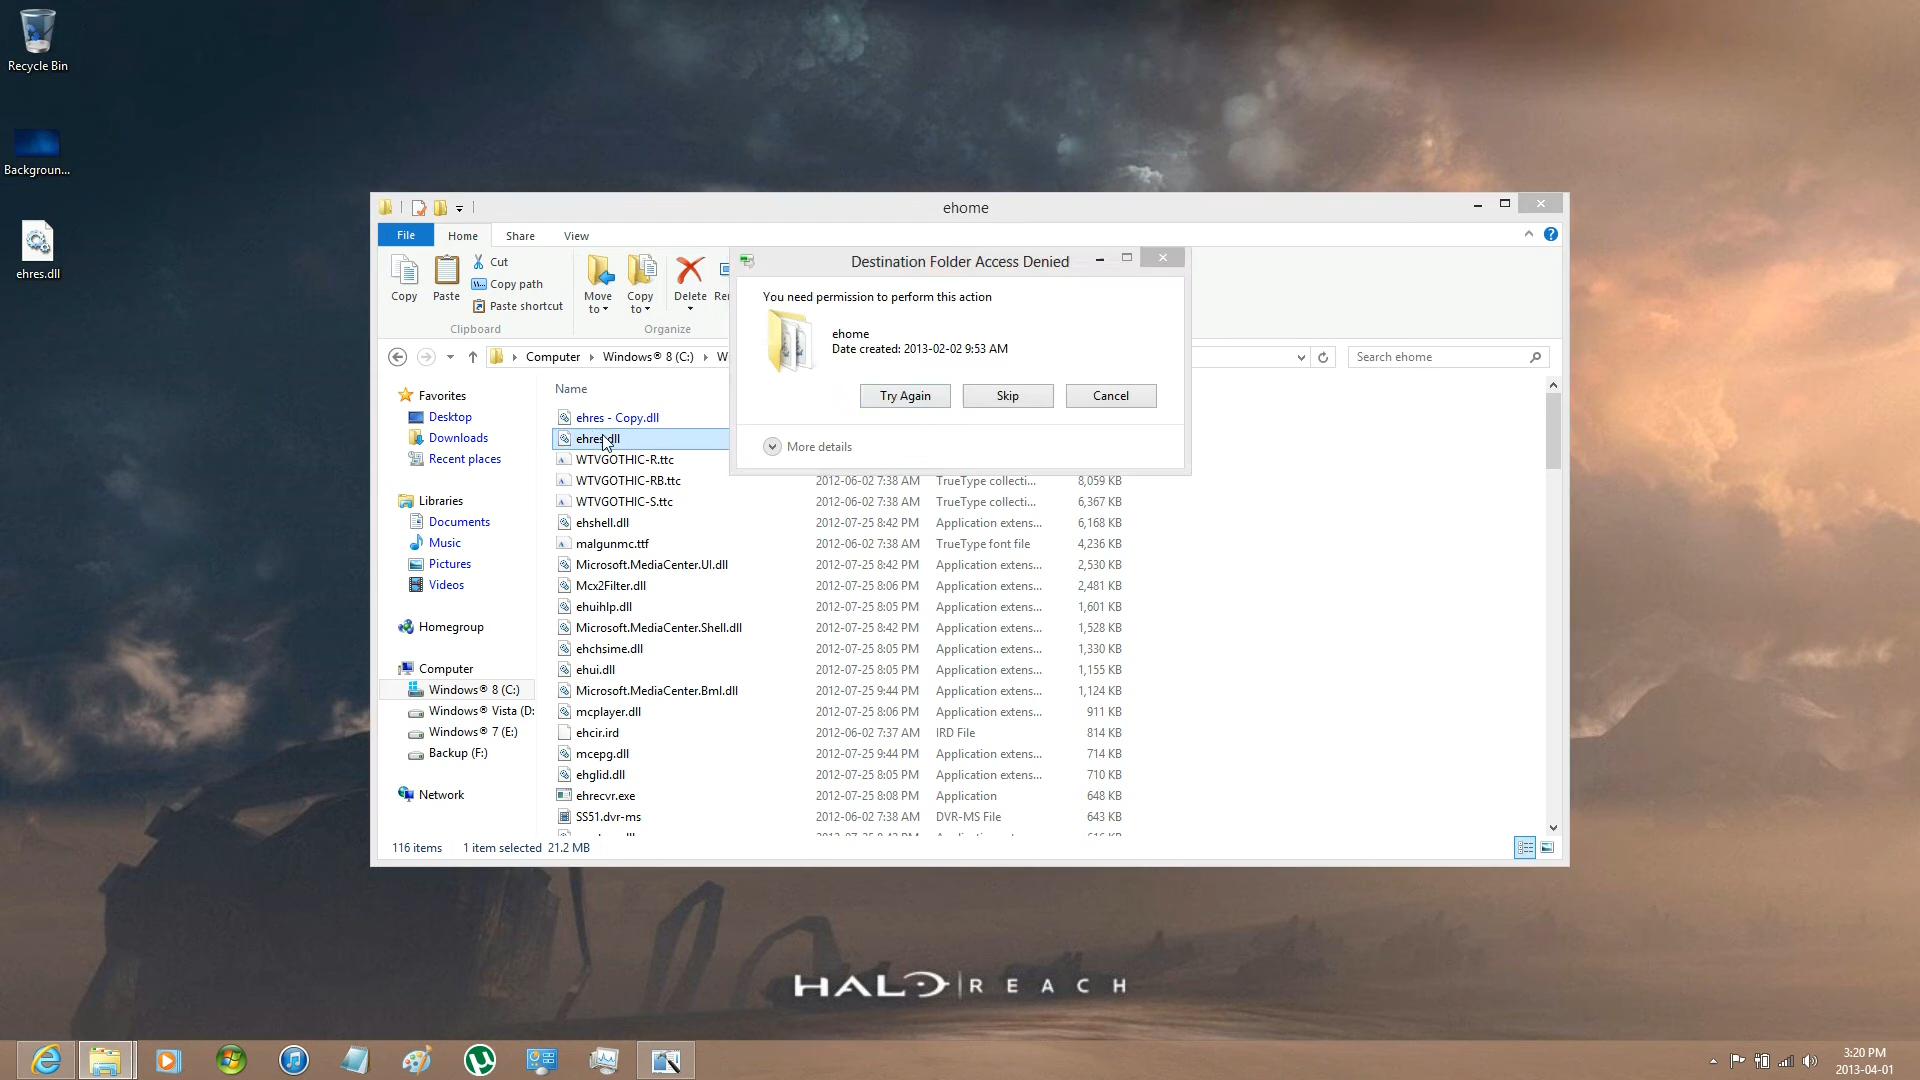 Recycle Bin
Backgroun...
ehres.dll
ehome
File
Home
Share
View
Copy
Paste
Cut
Copy path
Paste shortcut
Clipboard
Move to
Copy to
Delete
Organize
Destination Folder Access Denied
You need permission to perform this action
ehome
Date created: 2013-02-02 9:53 AM
Try Again
Skip
Cancel
More details
Computer
Windows® 8 (C:)
Search ehome
Favorites
Desktop
Downloads
Recent places
Libraries
Documents
Music
Pictures
Videos
Homegroup
Computer
Windows® 8 (C:)
Windows® Vista (D:
Windows® 7 (E:)
Backup (F:)
Network
Name
ehres - Copy.dll
ehres.dll
WTVGOTHIC-R.ttc
WTVGOTHIC-RB.ttc 2012-06-02 7:38 AM TrueType collecti... 8,059 KB
WTVGOTHIC-S.ttc 2012-06-02 7:38 AM TrueType collecti... 6,367 KB
ehshell.dll 2012-07-25 8:42 PM Application extens... 6,168 KB
malgunmc.ttf 2012-06-02 7:38 AM TrueType font file 4,236 KB
Microsoft.MediaCenter.UI.dll 2012-07-25 8:42 PM Application extens... 2,530 KB
Mcx2Filter.dll 2012-07-25 8:06 PM Application extens... 2,481 KB
ehuihlp.dll 2012-07-25 8:05 PM Application extens... 1,601 KB
Microsoft.MediaCenter.Shell.dll 2012-07-25 8:42 PM Application extens... 1,528 KB
ehchsime.dll 2012-07-25 8:05 PM Application extens... 1,330 KB
ehui.dll 2012-07-25 8:05 PM Application extens... 1,155 KB
Microsoft.MediaCenter.Bml.dll 2012-07-25 9:44 PM Application extens... 1,124 KB
mcplayer.dll 2012-07-25 8:06 PM Application extens... 911 KB
ehcir.ird 2012-06-02 7:37 AM IRD File 814 KB
mcepg.dll 2012-07-25 9:44 PM Application extens... 714 KB
ehglid.dll 2012-07-25 8:05 PM Application extens... 710 KB
ehrecvr.exe 2012-07-25 8:08 PM Application 648 KB
SS51.dvr-ms 2012-06-02 7:38 AM DVR-MS File 643 KB
116 items 1 item selected 21.2 MB
HALO REACH
3:20 PM
2013-04-01